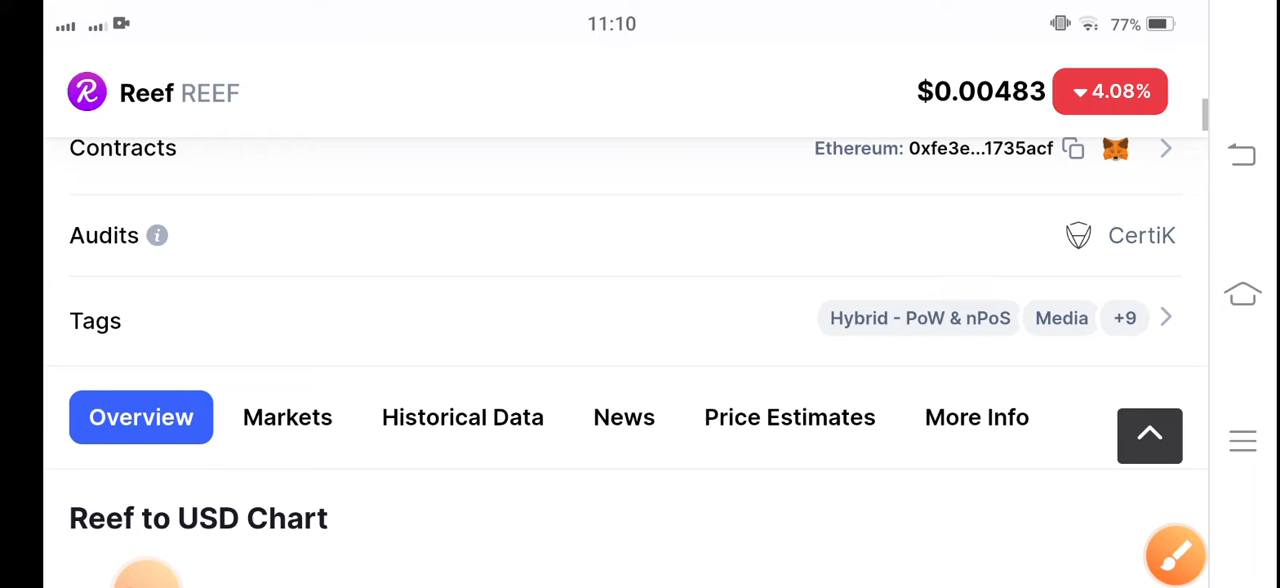 11:10
77%
Reef REEF
$0.00483 4.08%
Contracts
Ethereum: 0xfe3e...1735acf
Audits
CertiK
Tags
Hybrid - PoW & nPoS Media +9
Overview Markets Historical Data News Price Estimates More Info
Reef to USD Chart